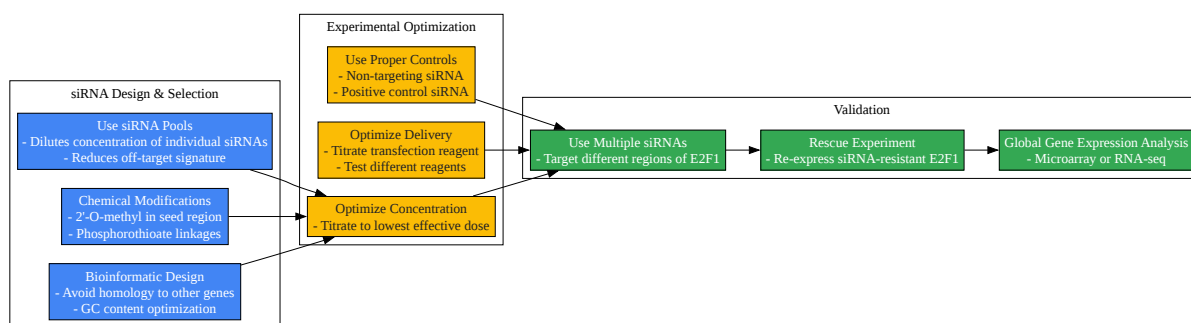 siRNA Design & Selection
Use siRNA Pools
- Dilutes concentration of individual siRNAs
- Reduces off-target signature
Chemical Modifications
- 2'-O-methyl in seed region
- Phosphorothioate linkages
Bioinformatic Design
- Avoid homology to other genes
- GC content optimization
Experimental Optimization
Use Proper Controls
- Non-targeting siRNA
- Positive control siRNA
Optimize Delivery
- Titrate transfection reagent
- Test different reagents
Optimize Concentration
- Titrate to lowest effective dose
Validation
Use Multiple siRNAs
- Target different regions of E2F1
Rescue Experiment
- Re-express siRNA-resistant E2F1
Global Gene Expression Analysis
- Microarray or RNA-seq